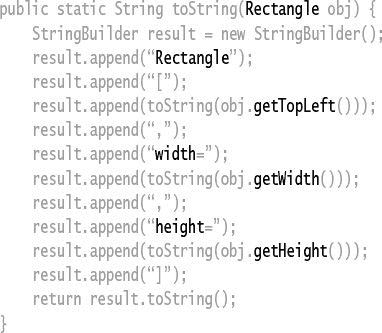 public static String toString(Rectangle obj) {
    StringBuilder result = new StringBuilder();
    result.append(“Rectangle”);
    result.append(“[”);
    result.append(toString(obj.getTopLeft()));
    result.append(“,”);
    result.append(“width=”);
    result.append(toString(obj.getWidth()));
    result.append(“,”);
    result.append(“height=”);
    result.append(toString(obj.getHeight()));
    result.append(“]”);
    return result.toString();
}